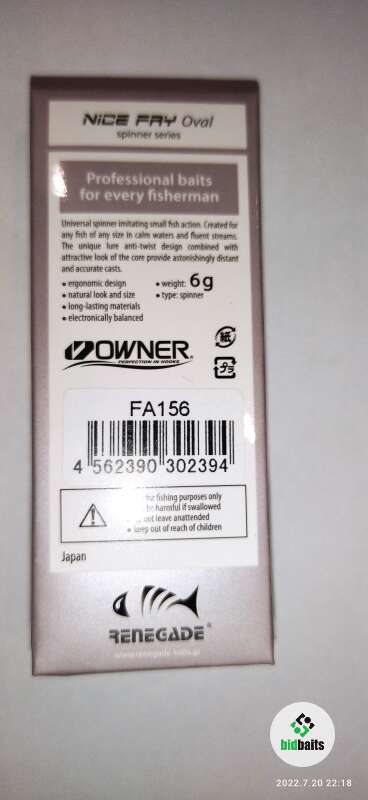 NiCE FRY Oval
spinner series
Professional baits
for every fisherman
Universal spinner imitating small fish action. Created for
any fish of any size in calm waters and fluent streams.
The unique lure anti-twist design combined with
attractive look of the core provide astonishingly distant
and accurate casts.
• ergonomic design
• natural look and size
• long-lasting materials
• electronically balanced
• weight: 6g
• type: spinner
紙
プラ
OWNER®
PERFECTION IN HOOKS
FA156
4 562390 302394
for fishing purposes only
be harmful if swallowed
out leave anattended
• keep out of reach of children
Japan
RENEGADE®
www.renegade-baits.jp
bidbaits
2022.7.20 22:18